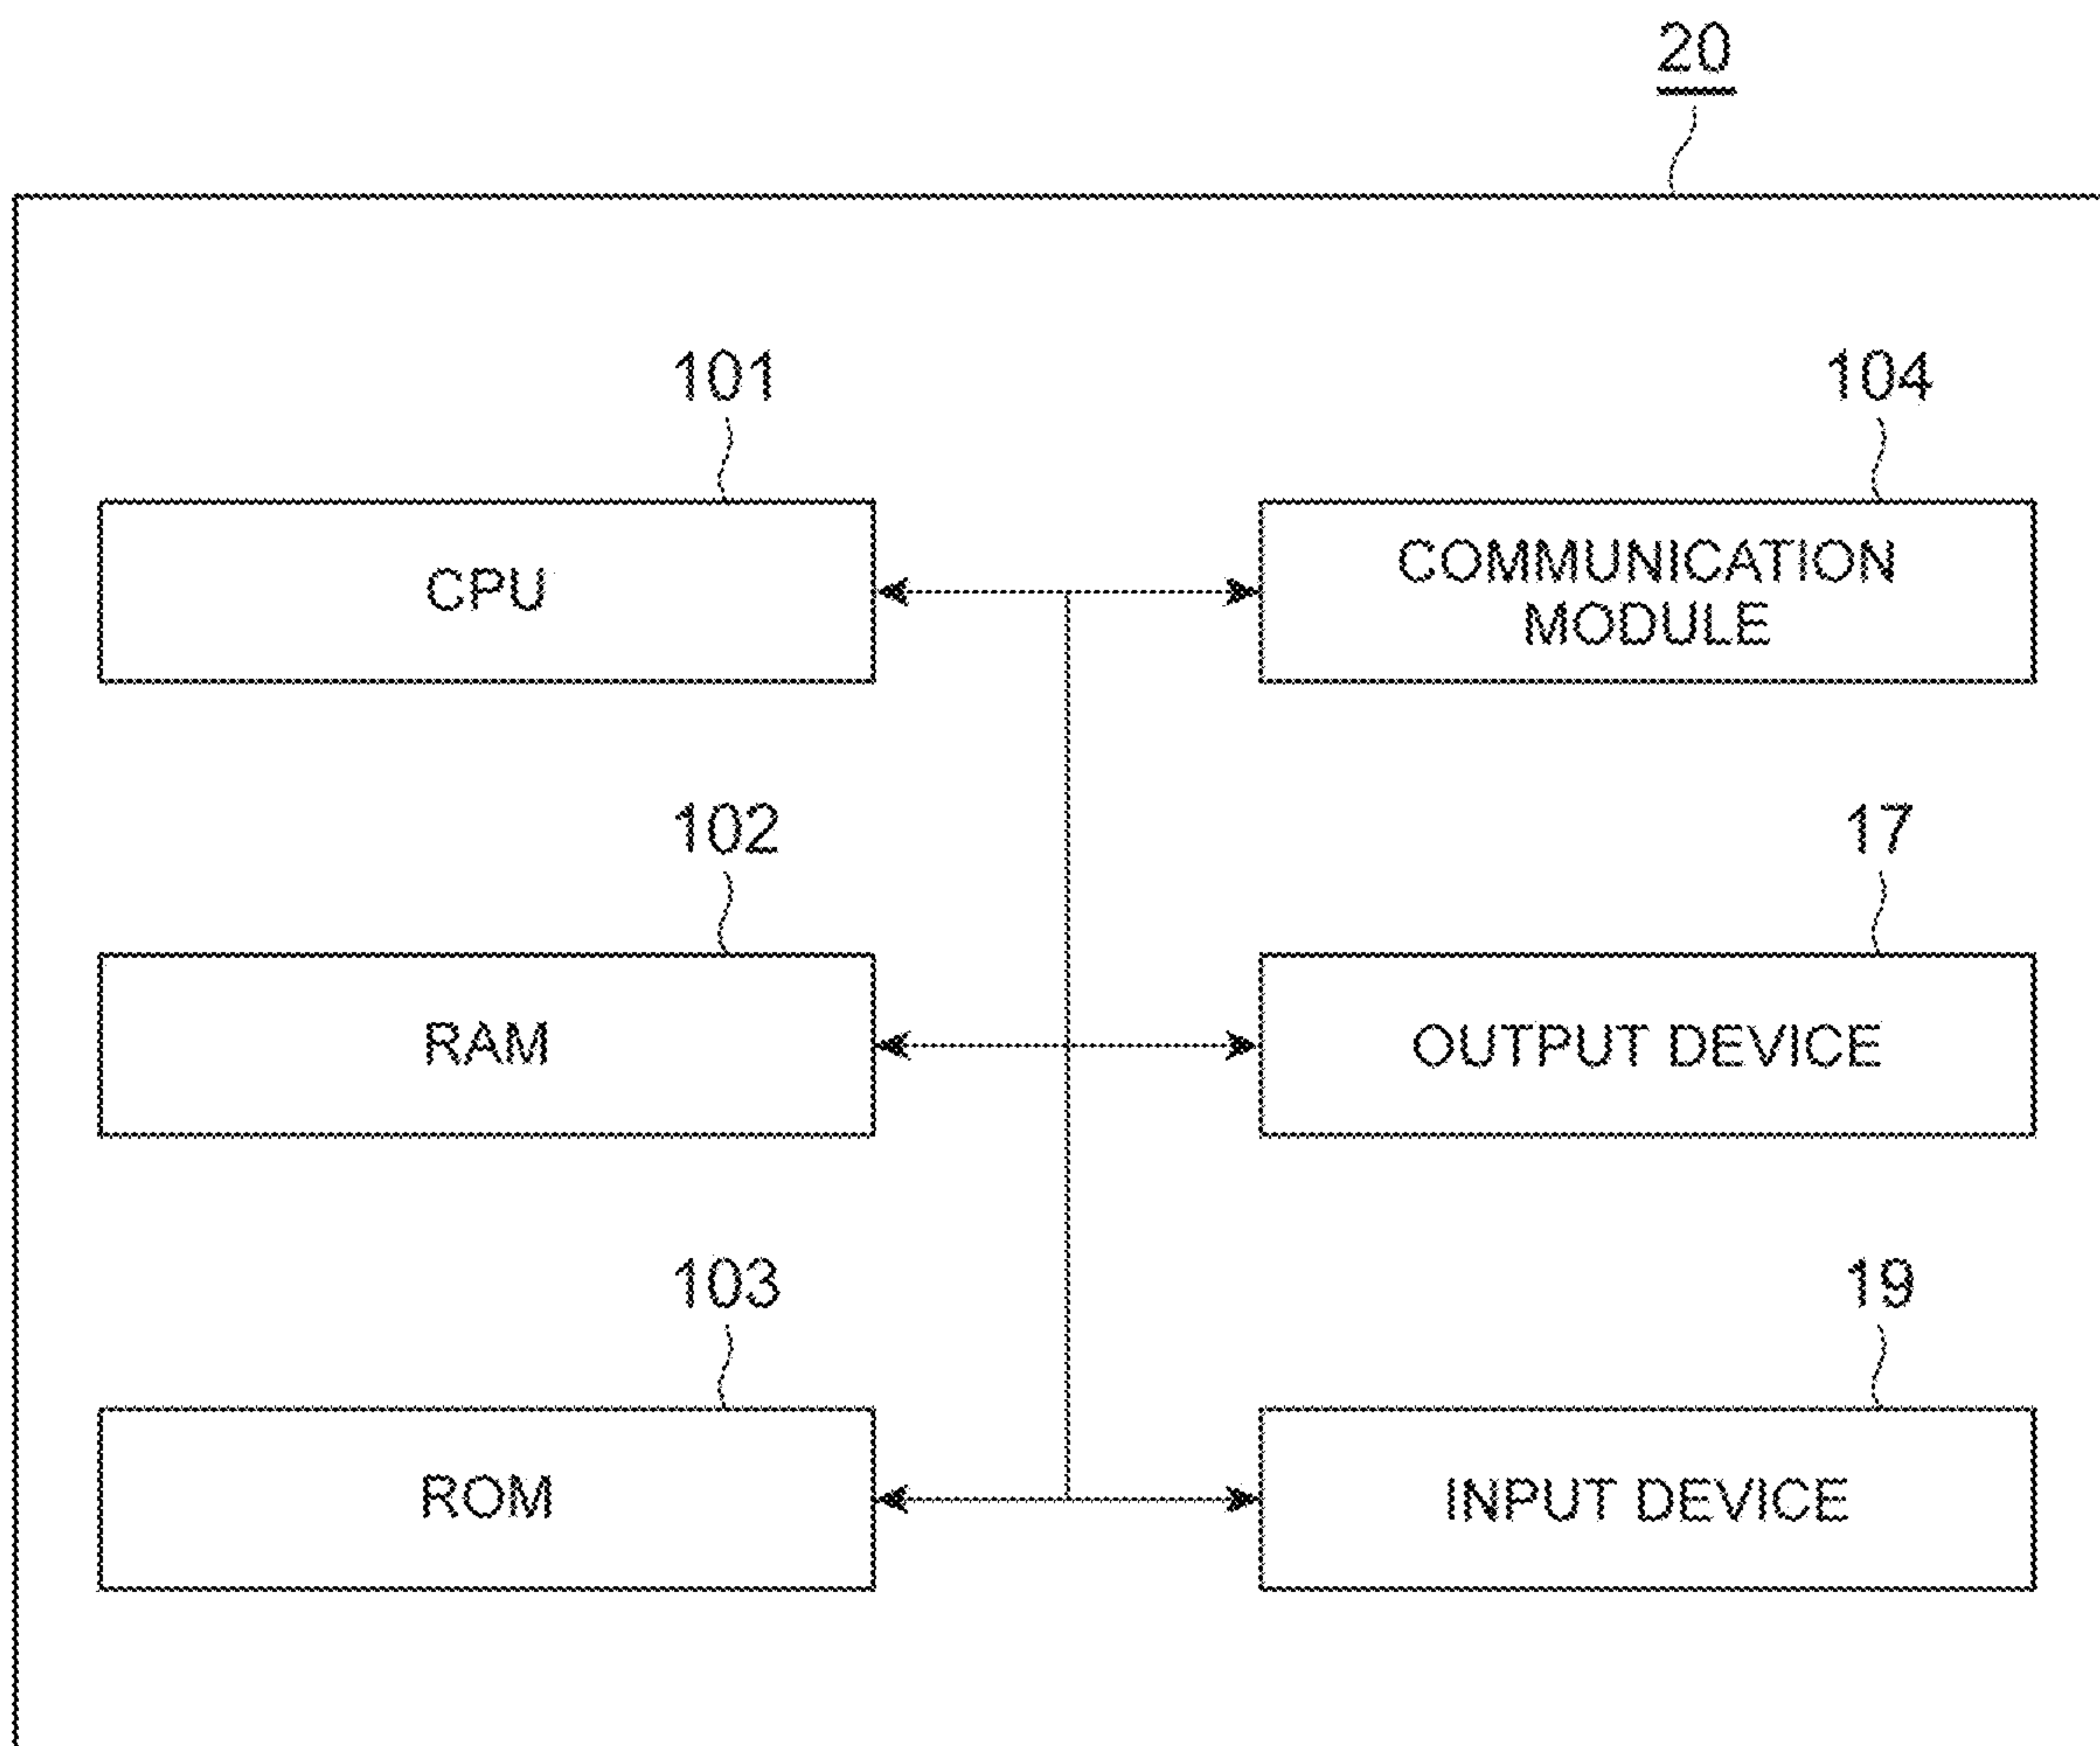 20
101
104
CPU
COMMUNICATION
MODULE
102
17
RAM
OUTPUT DEVICE
103
19
ROM
INPUT DEVICE